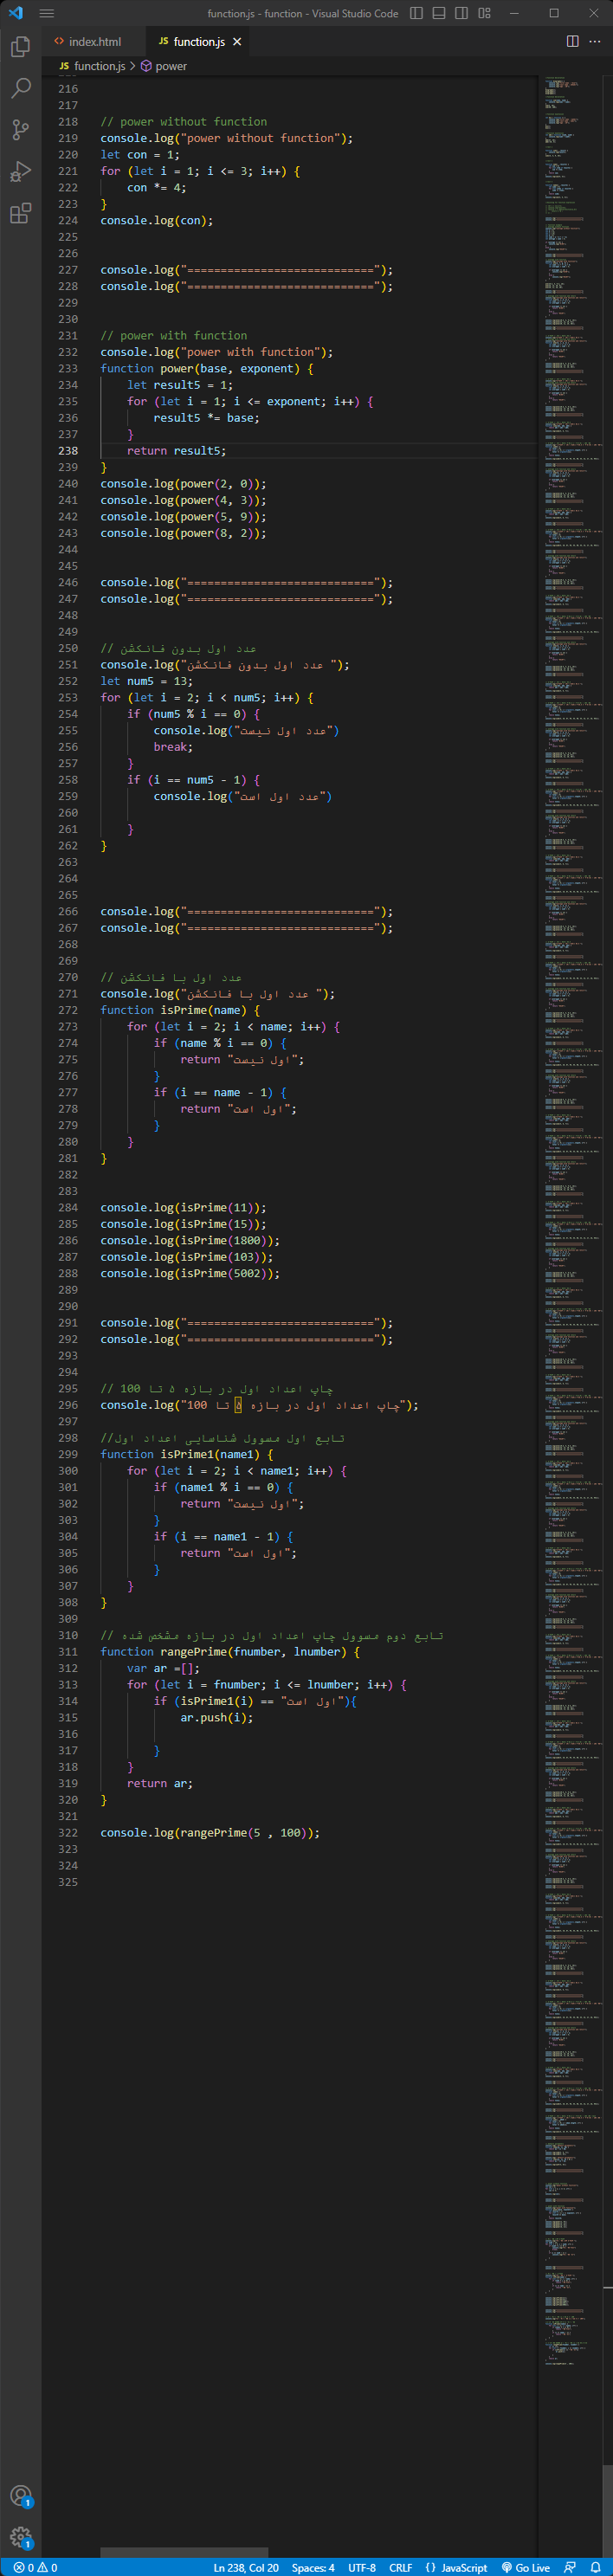 function.js - function - Visual Studio Code
index.html
function.js
function.js > power
216
217
218 // power without function
219 console.log("power without function");
220 let con = 1;
221 for (let i = 1; i <= 3; i++) {
222 con *= 4;
223 }
224 console.log(con);
225
226
227 console.log("============================");
228 console.log("============================");
229
230
231 // power with function
232 console.log("power with function");
233 function power(base, exponent) {
234 let result5 = 1;
235 for (let i = 1; i <= exponent; i++) {
236 result5 *= base;
237 }
238 return result5;
239 }
240 console.log(power(2, 0));
241 console.log(power(4, 3));
242 console.log(power(5, 9));
243 console.log(power(8, 2));
244
245
246 console.log("============================");
247 console.log("============================");
248
249
250 // عدد اول بدون فانکشن
251 console.log("عدد اول بدون فانکشن ");
252 let num5 = 13;
253 for (let i = 2; i < num5; i++) {
254 if (num5 % i == 0) {
255 console.log("عدد اول نیست")
256 break;
257 }
258 if (i == num5 - 1) {
259 console.log("عدد اول است")
260
261 }
262 }
263
264
265
266 console.log("============================");
267 console.log("============================");
268
269
270 // عدد اول با فانکشن
271 console.log("عدد اول با فانکشن ");
272 function isPrime(name) {
273 for (let i = 2; i < name; i++) {
274 if (name % i == 0) {
275 return "اول نیست";
276 }
277 if (i == name - 1) {
278 return "اول است";
279 }
280 }
281 }
282
283
284 console.log(isPrime(11));
285 console.log(isPrime(15));
286 console.log(isPrime(1800));
287 console.log(isPrime(103));
288 console.log(isPrime(5002));
289
290
291 console.log("============================");
292 console.log("============================");
293
294
295 // چاپ اعداد اول در بازه ۵ تا 100
296 console.log("چاپ اعداد اول در بازه ۵ تا 100");
297
298 //تابع اول مسوول شناسایی اعداد اول
299 function isPrime1(name1) {
300 for (let i = 2; i < name1; i++) {
301 if (name1 % i == 0) {
302 return "اول نیست";
303 }
304 if (i == name1 - 1) {
305 return "اول است";
306 }
307 }
308 }
309
310 // تابع دوم مسوول چاپ اعداد اول در بازه مشخص شده
311 function rangePrime(fnumber, lnumber) {
312 var ar =[];
313 for (let i = fnumber; i <= lnumber; i++) {
314 if (isPrime1(i) == "اول است"){
315 ar.push(i);
316
317 }
318 }
319 return ar;
320 }
321
322 console.log(rangePrime(5 , 100));
323
324
325
1
1
0 0 Ln 238, Col 20 Spaces: 4 UTF-8 CRLF {} JavaScript Go Live